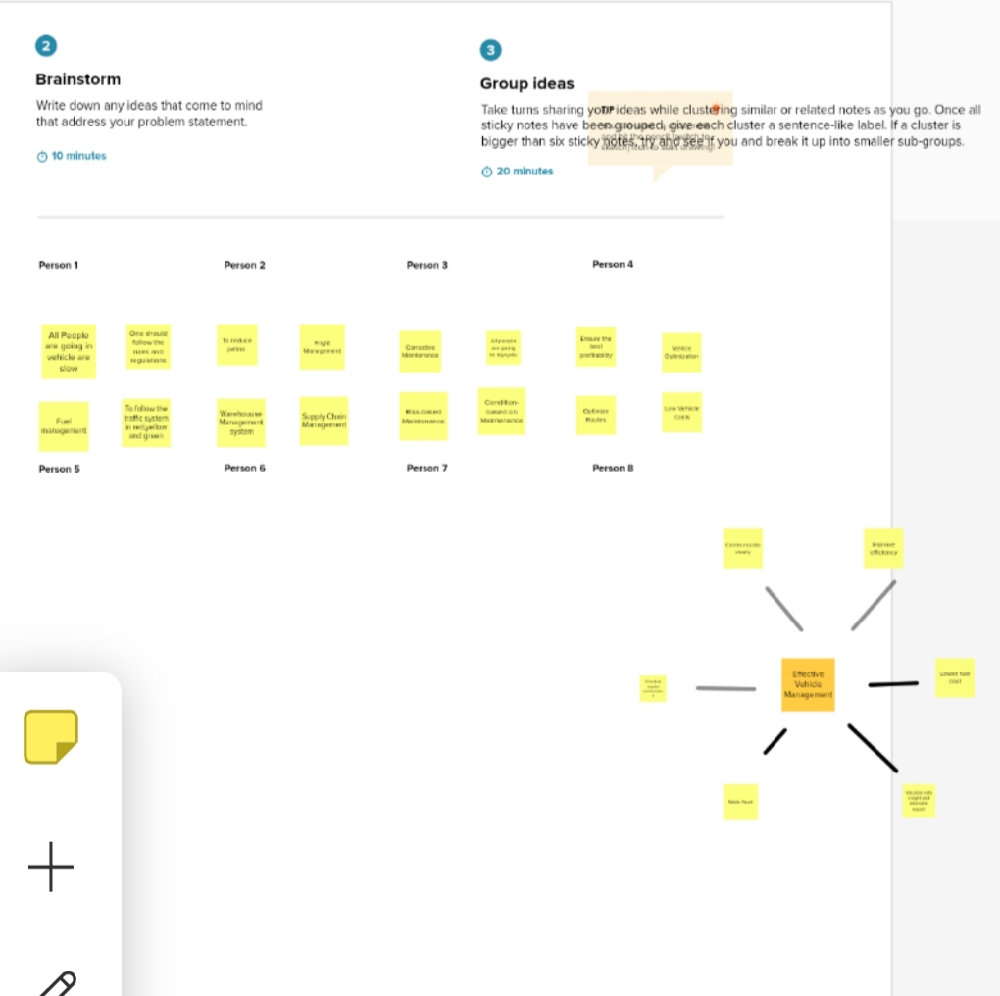 2
Brainstorm
Write down any ideas that come to mind
that address your problem statement.
10 minutes
3
Group ideas
TIP
Take turns sharing your ideas while clustering similar or related notes as you go. Once all
sticky notes have been grouped, give each cluster a sentence-like label. If a cluster is
bigger than six sticky notes, try and see if you and break it up into smaller sub-groups.
20 minutes
Person 1
Person 2
Person 3
Person 4
All People
are going in
vehicle are
slow
One should
follow the
rules and
regulations
To reduce
Management
Corrective
Maintenance
All people
are going
Ensure the
best
profitability
Vehicle
Optimization
Fuel
management
To follow the
traffic system
in red,yellow
and green
Warehouse
Management
system
Supply Chain
Management
Risk-based
Maintenance
Condition-
based on
Maintenance
Optimize
Routes
Low Vehicle
Costs
Person 5
Person 6
Person 7
Person 8
Communicate
clearly
Improve
efficiency
Effective
Vehicle
Management
Lower fuel
cost